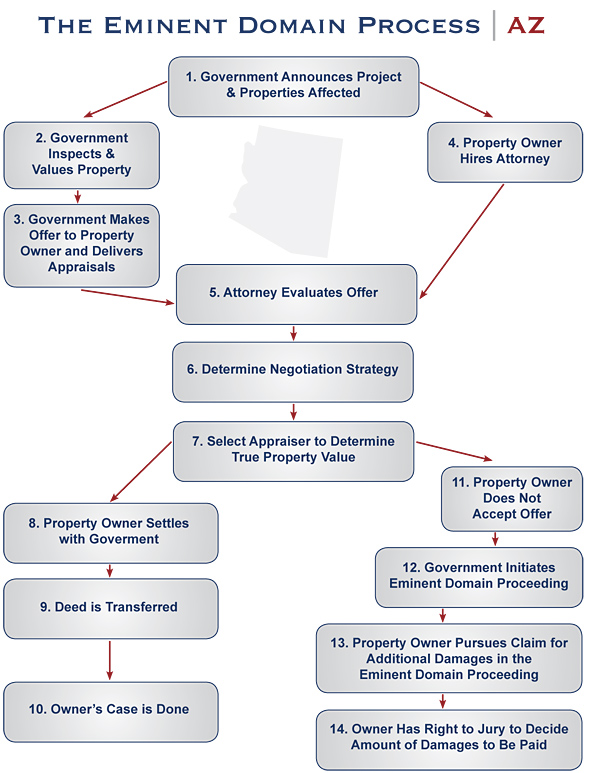 The Eminent Domain Process | AZ
1. Government Announces Project
& Properties Affected
2. Government
Inspects &
Values Property
3. Government Makes
Offer to Property
Owner and Delivers
Appraisals
4. Property Owner
Hires Attorney
5. Attorney Evaluates Offer
6. Determine Negotiation Strategy
7. Select Appraiser to Determine
True Property Value
8. Property Owner Settles
with Goverment
9. Deed is Transferred
10. Owner's Case is Done
11. Property Owner
Does Not
Accept Offer
12. Government Initiates
Eminent Domain Proceeding
13. Property Owner Pursues Claim for
Additional Damages in the
Eminent Domain Proceeding
14. Owner Has Right to Jury to Decide
Amount of Damages to Be Paid